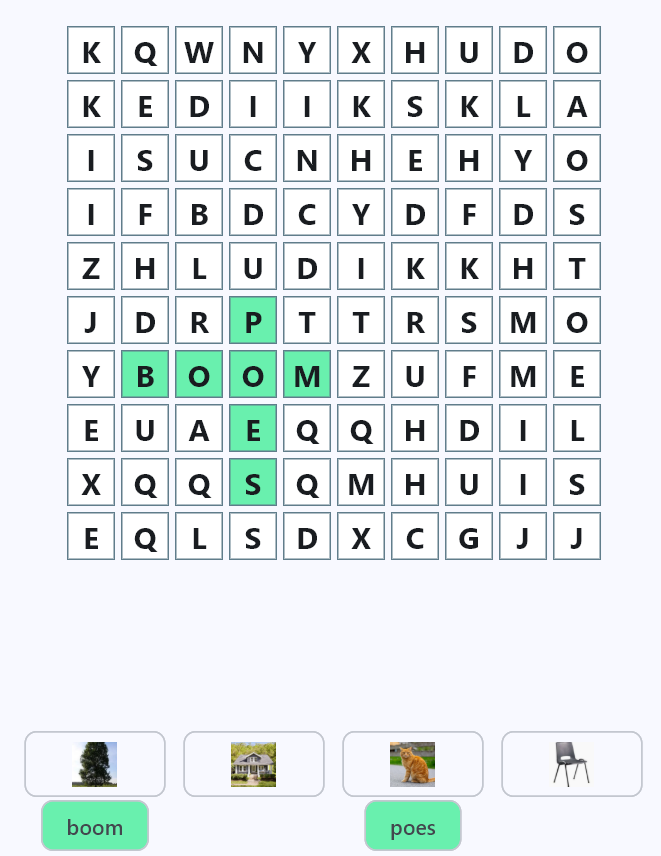 K Q W N Y X H U D O
K E D I I K S K L A
I S U C N H E H Y O
I F B D C Y D F D S
Z H L U D I K K H T
J D R P T T R S M O
Y B O O M Z U F M E
E U A E Q Q H D I L
X Q Q S Q M H U I S
E Q L S D X C G J J
boom poes